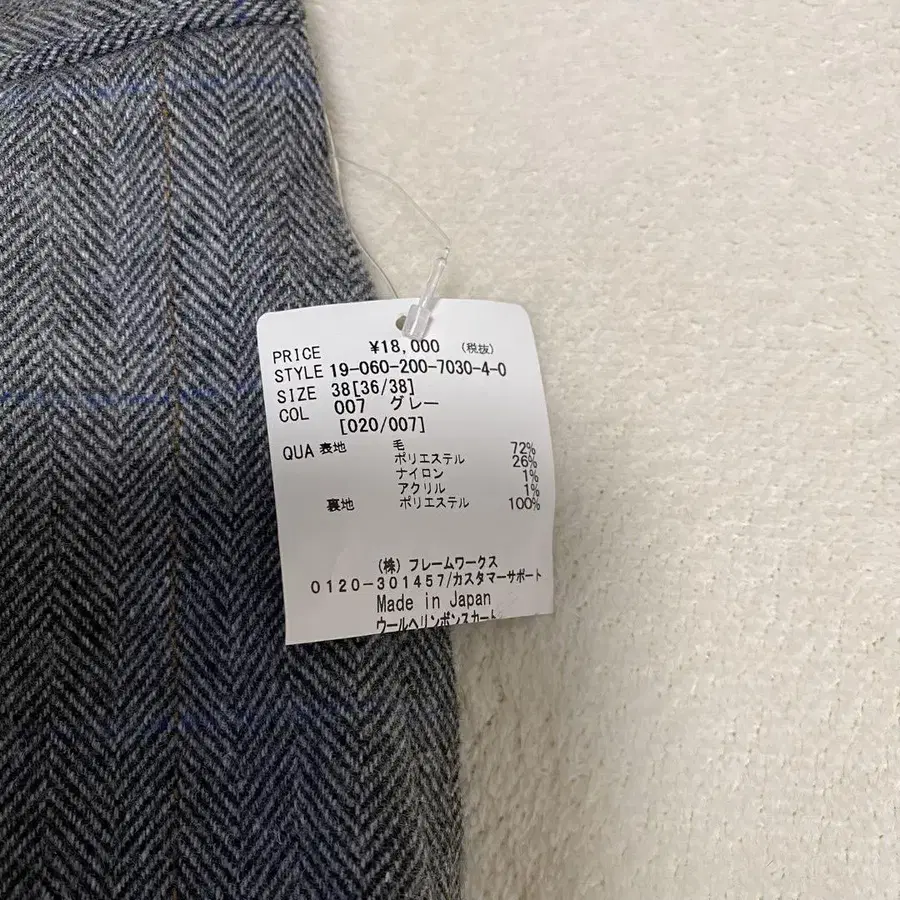 PRICE ¥18,000 (税抜)
STYLE 19-060-200-7030-4-0
SIZE 38[36/38]
COL 007 グレー
[020/007]
QUA 表地 毛 72%
ポリエステル 26%
ナイロン 1%
アクリル 1%
裏地 ポリエステル 100%
(株) フレームワークス
0120-301457/カスタマーサポート
Made in Japan
ウールヘリンボンスカート